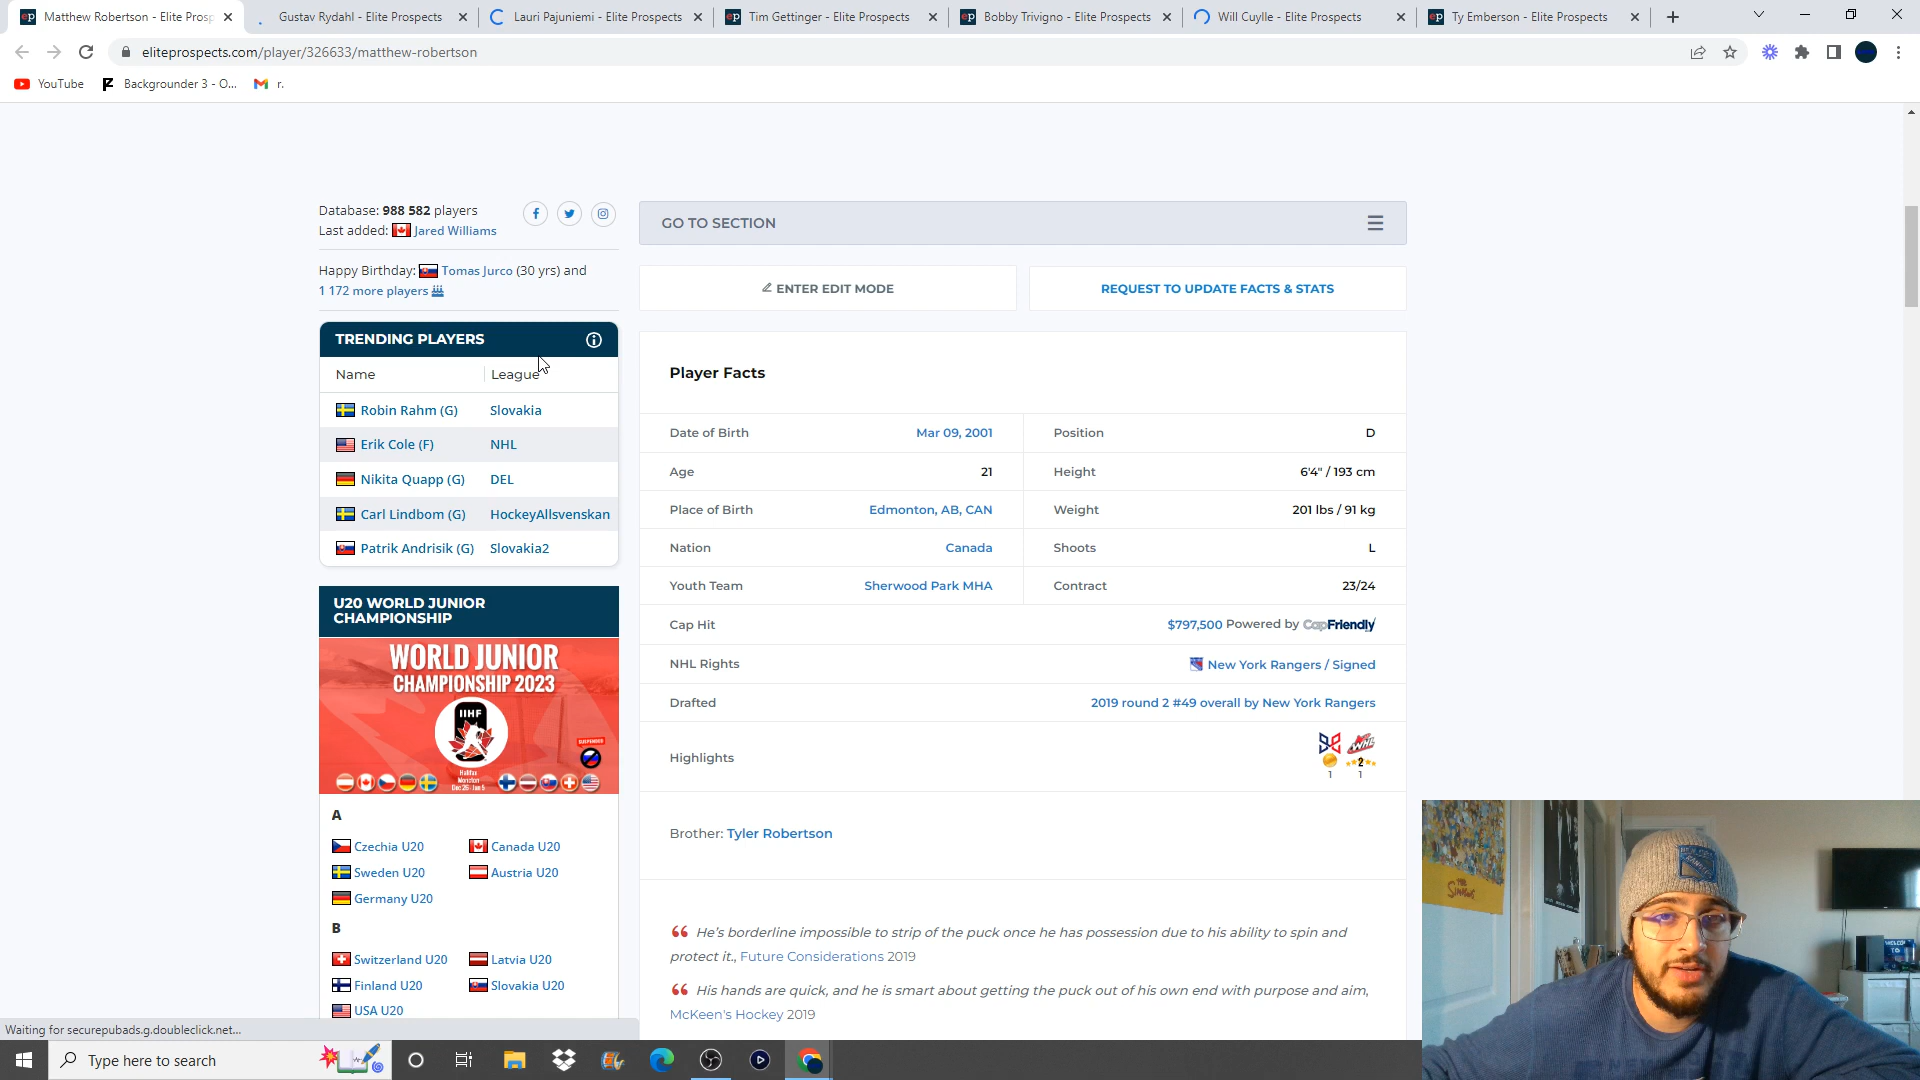 Matthew Robertson - Elite Prosp
Gustav Rydahl - Elite Prospects
Lauri Pajuniemi - Elite Prospects
Tim Gettinger - Elite Prospects
Bobby Trivigno - Elite Prospects
Will Cuylle - Elite Prospects
Ty Emberson - Elite Prospects
eliteprospects.com/player/326633/matthew-robertson
YouTube
Backgrounder 3 - O...
r.
Database: 988 582 players
Last added: Jared Williams
Happy Birthday: Tomas Jurco (30 yrs) and
1 172 more players
TRENDING PLAYERS
Name League
Robin Rahm (G) Slovakia
Erik Cole (F) NHL
Nikita Quapp (G) DEL
Carl Lindbom (G) HockeyAllsvenskan
Patrik Andrisik (G) Slovakia2
U20 WORLD JUNIOR
CHAMPIONSHIP
WORLD JUNIOR
CHAMPIONSHIP 2023
IIHF
SUSPENDED
Halifax
Moncton
Dec 26 - Jan 5
A
Czechia U20 Canada U20
Sweden U20 Austria U20
Germany U20
B
Switzerland U20 Latvia U20
Finland U20 Slovakia U20
USA U20
GO TO SECTION
ENTER EDIT MODE
REQUEST TO UPDATE FACTS & STATS
Player Facts
Date of Birth Mar 09, 2001 Position D
Age 21 Height 6'4" / 193 cm
Place of Birth Edmonton, AB, CAN Weight 201 lbs / 91 kg
Nation Canada Shoots L
Youth Team Sherwood Park MHA Contract 23/24
Cap Hit $797,500 Powered by CapFriendly
NHL Rights New York Rangers / Signed
Drafted 2019 round 2 #49 overall by New York Rangers
Highlights
WHL
2
1 1
Brother: Tyler Robertson
He's borderline impossible to strip of the puck once he has possession due to his ability to spin and
protect it., Future Considerations 2019
His hands are quick, and he is smart about getting the puck out of his own end with purpose and aim,
McKeen's Hockey 2019
Waiting for securepubads.g.doubleclick.net...
Type here to search